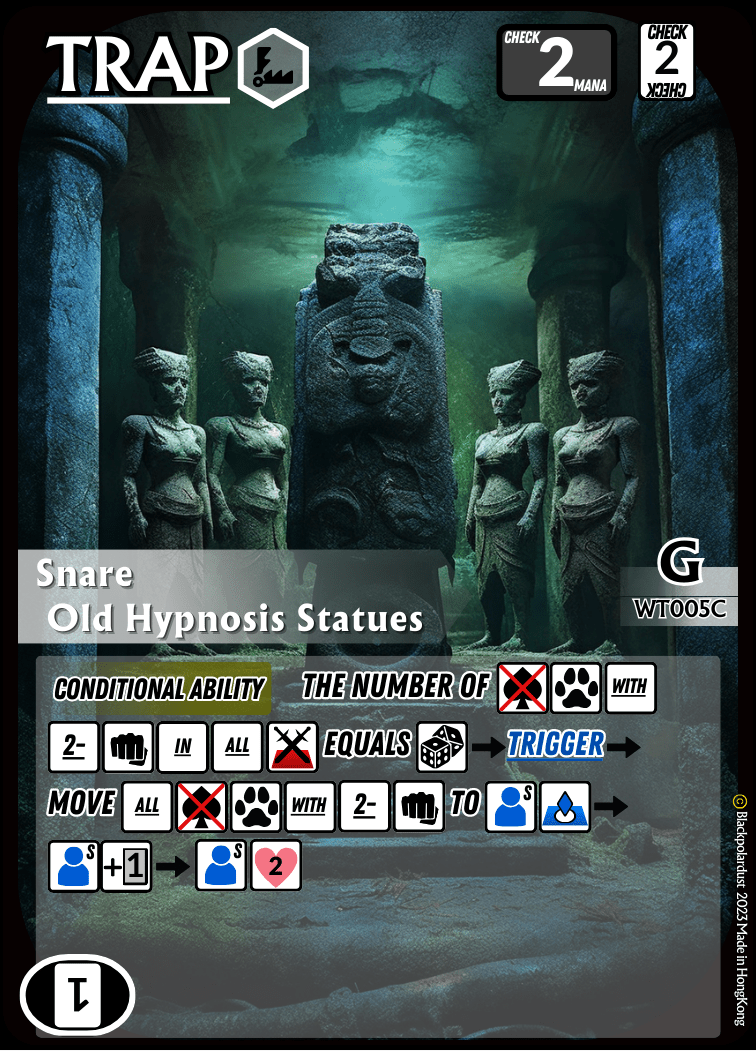 TRAP
CHECK 2 MANA
CHECK 2 CHECK
Snare
Old Hypnosis Statues
G
WT005C
CONDITIONAL ABILITY THE NUMBER OF WITH
2- IN ALL EQUALS TRIGGER
MOVE ALL WITH 2- TO S
S +1 S 2
1
© Blackpolardust 2023 Made in HongKong